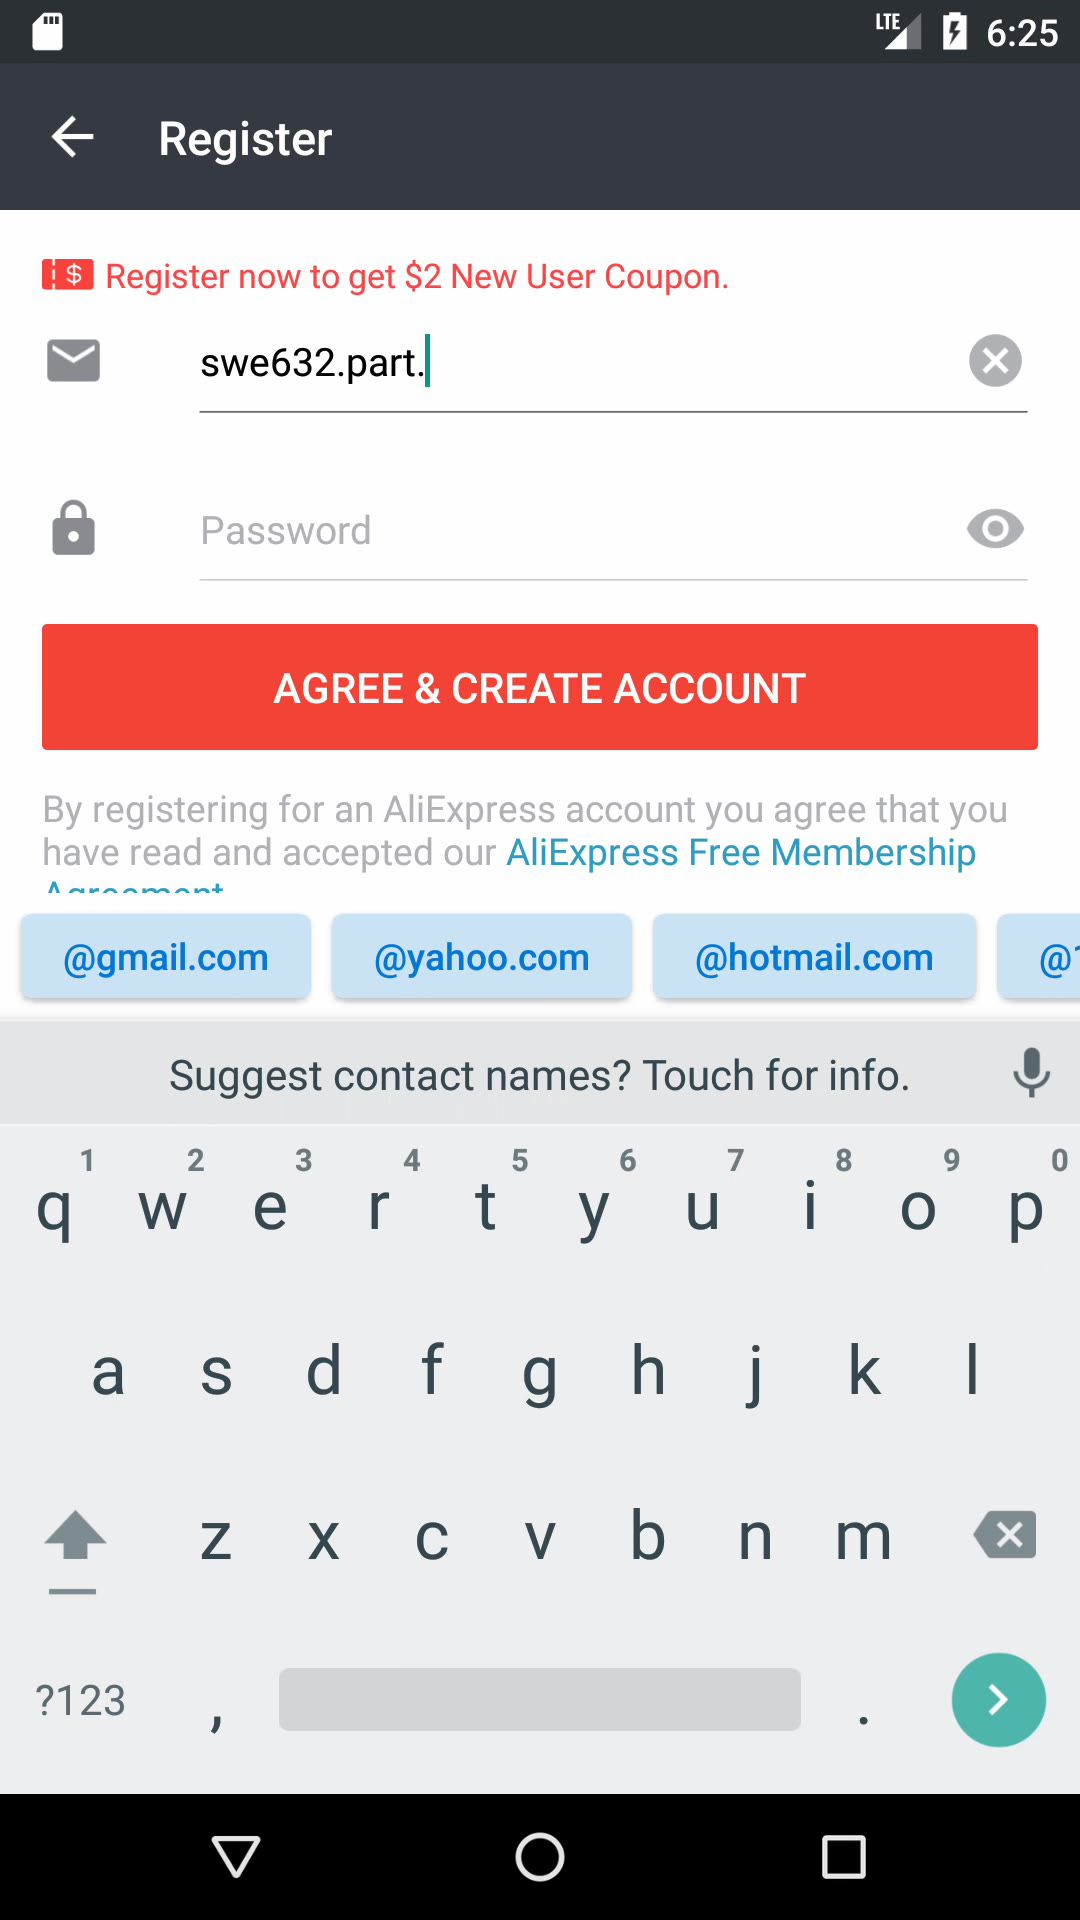 LTE 6:25
Register
$ Register now to get $2 New User Coupon.
swe632.part.
Password
AGREE & CREATE ACCOUNT
By registering for an AliExpress account you agree that you
have read and accepted our AliExpress Free Membership
Agreement
@gmail.com @yahoo.com @hotmail.com @1
Suggest contact names? Touch for info.
1 2 3 4 5 6 7 8 9 0
q w e r t y u i o p
a s d f g h j k l
z x c v b n m
?123 , .